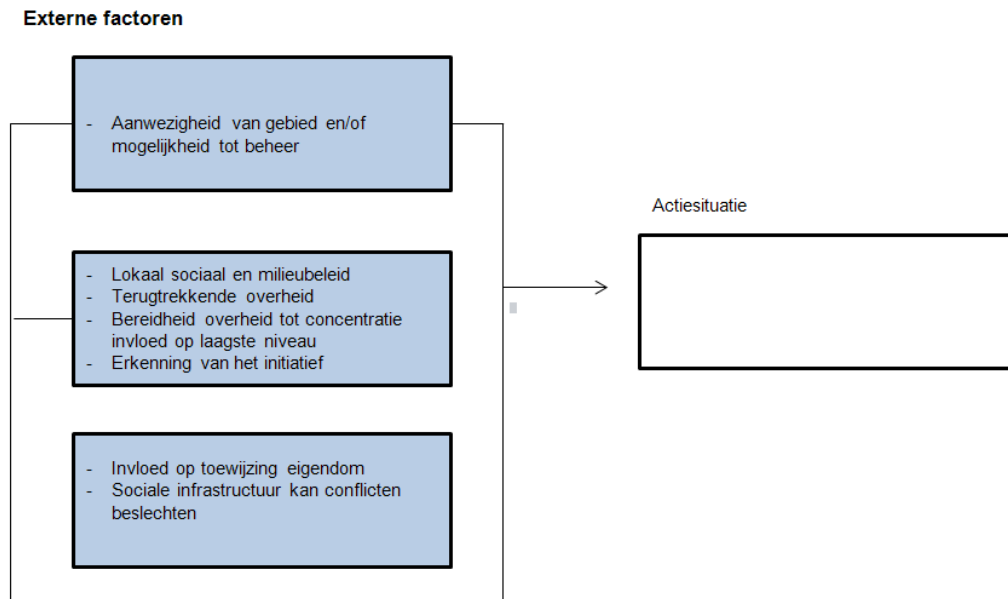 Externe factoren
- Aanwezigheid van gebied en/of
mogelijkheid tot beheer
Actiesituatie
- Lokaal sociaal en milieubeleid
- Terugtrekkende overheid
- Bereidheid overheid tot concentratie
invloed op laagste niveau
- Erkenning van het initiatief
- Invloed op toewijzing eigendom
- Sociale infrastructuur kan conflicten
beslechten